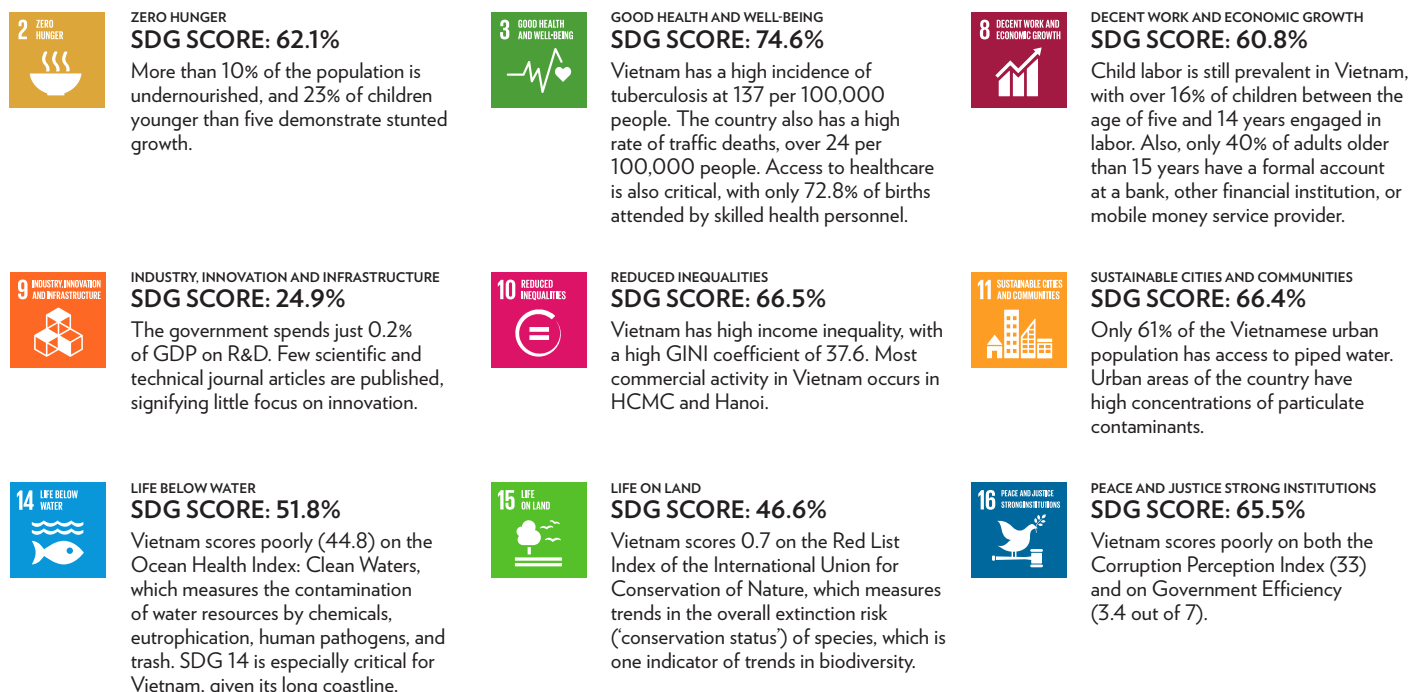 2 ZERO
HUNGER
ZERO HUNGER
SDG SCORE: 62.1%
More than 10% of the population is
undernourished, and 23% of children
younger than five demonstrate stunted
growth.
3 GOOD HEALTH
AND WELL-BEING
GOOD HEALTH AND WELL-BEING
SDG SCORE: 74.6%
Vietnam has a high incidence of
tuberculosis at 137 per 100,000
people. The country also has a high
rate of traffic deaths, over 24 per
100,000 people. Access to healthcare
is also critical, with only 72.8% of births
attended by skilled health personnel.
8 DECENT WORK AND
ECONOMIC GROWTH
DECENT WORK AND ECONOMIC GROWTH
SDG SCORE: 60.8%
Child labor is still prevalent in Vietnam,
with over 16% of children between the
age of five and 14 years engaged in
labor. Also, only 40% of adults older
than 15 years have a formal account
at a bank, other financial institution, or
mobile money service provider.
9 INDUSTRY, INNOVATION
AND INFRASTRUCTURE
INDUSTRY, INNOVATION AND INFRASTRUCTURE
SDG SCORE: 24.9%
The government spends just 0.2%
of GDP on R&D. Few scientific and
technical journal articles are published,
signifying little focus on innovation.
10 REDUCED
INEQUALITIES
REDUCED INEQUALITIES
SDG SCORE: 66.5%
Vietnam has high income inequality, with
a high GINI coefficient of 37.6. Most
commercial activity in Vietnam occurs in
HCMC and Hanoi.
11 SUSTAINABLE CITIES
AND COMMUNITIES
SUSTAINABLE CITIES AND COMMUNITIES
SDG SCORE: 66.4%
Only 61% of the Vietnamese urban
population has access to piped water.
Urban areas of the country have
high concentrations of particulate
contaminants.
14 LIFE BELOW
WATER
LIFE BELOW WATER
SDG SCORE: 51.8%
Vietnam scores poorly (44.8) on the
Ocean Health Index: Clean Waters,
which measures the contamination
of water resources by chemicals,
eutrophication, human pathogens, and
trash. SDG 14 is especially critical for
Vietnam, given its long coastline.
15 LIFE
ON LAND
LIFE ON LAND
SDG SCORE: 46.6%
Vietnam scores 0.7 on the Red List
Index of the International Union for
Conservation of Nature, which measures
trends in the overall extinction risk
(‘conservation status’) of species, which is
one indicator of trends in biodiversity.
16 PEACE AND JUSTICE
STRONG INSTITUTIONS
PEACE AND JUSTICE STRONG INSTITUTIONS
SDG SCORE: 65.5%
Vietnam scores poorly on both the
Corruption Perception Index (33)
and on Government Efficiency
(3.4 out of 7).